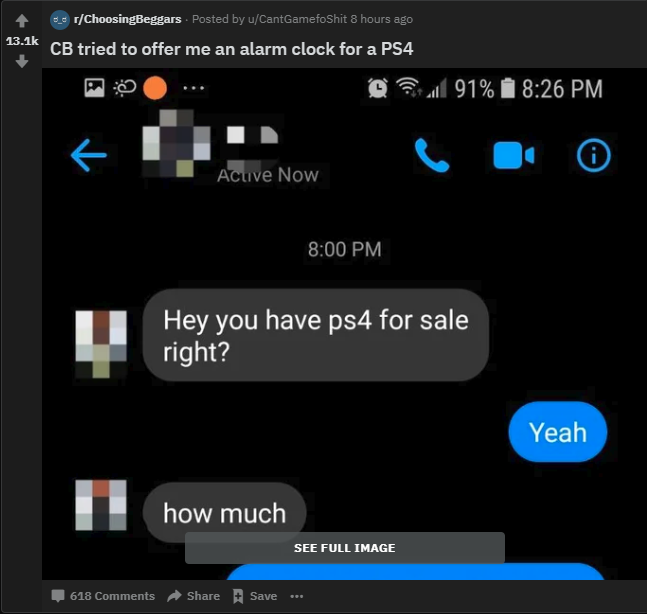 r/ChoosingBeggars · Posted by u/CantGamefoShit 8 hours ago
13.1k
CB tried to offer me an alarm clock for a PS4
91% 8:26 PM
Active Now
8:00 PM
Hey you have ps4 for sale
right?
Yeah
how much
SEE FULL IMAGE
618 Comments Share Save